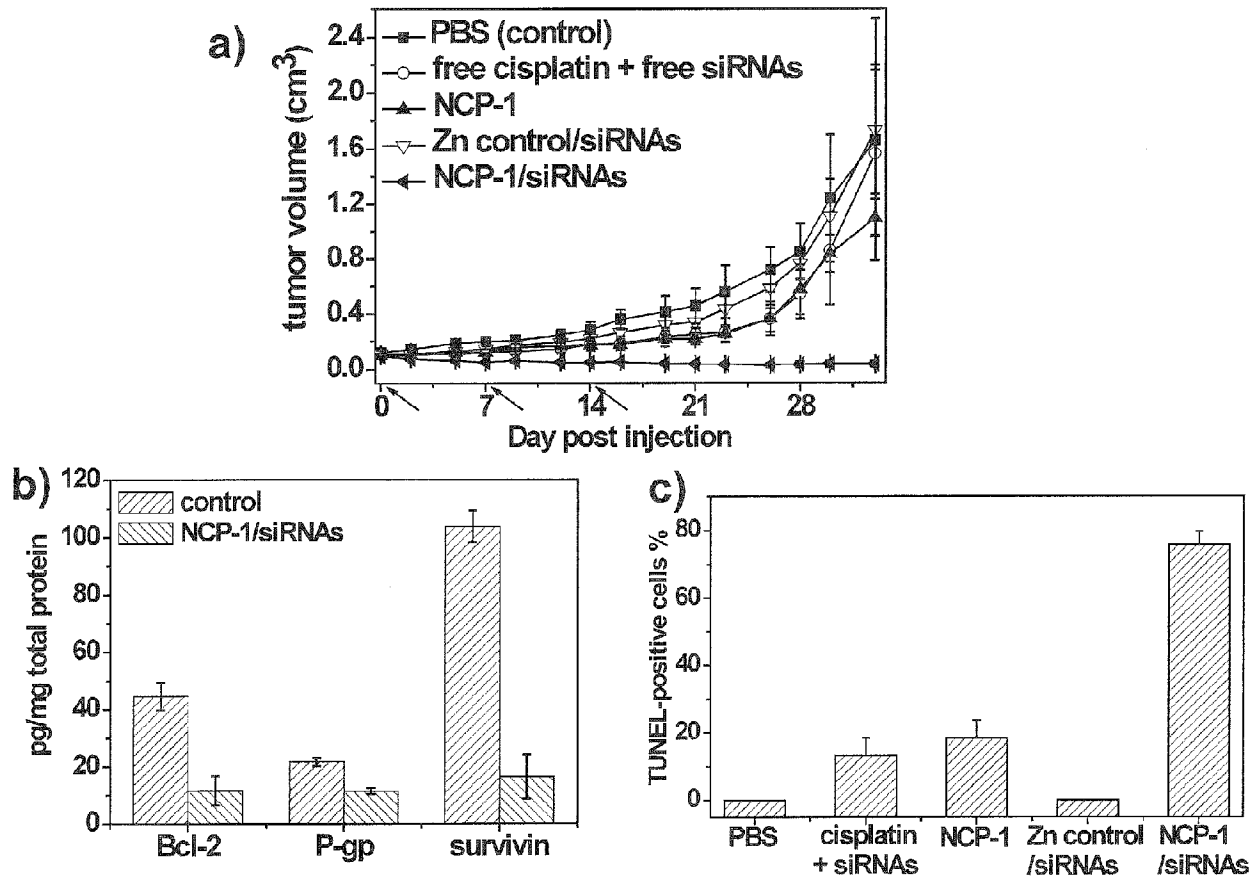 a)
tumor volume (cm³)
2.4
2.0
1.6
1.2
0.8
0.4
0.0
PBS (control)
free cisplatin + free siRNAs
NCP-1
Zn control/siRNAs
NCP-1/siRNAs
0 7 14 21 28
Day post injection
b)
pg/mg total protein
120
100
80
60
40
20
0
control
NCP-1/siRNAs
Bcl-2 P-gp survivin
c)
TUNEL-positive cells %
80
60
40
20
0
PBS cisplatin NCP-1 Zn control NCP-1
+ siRNAs /siRNAs /siRNAs